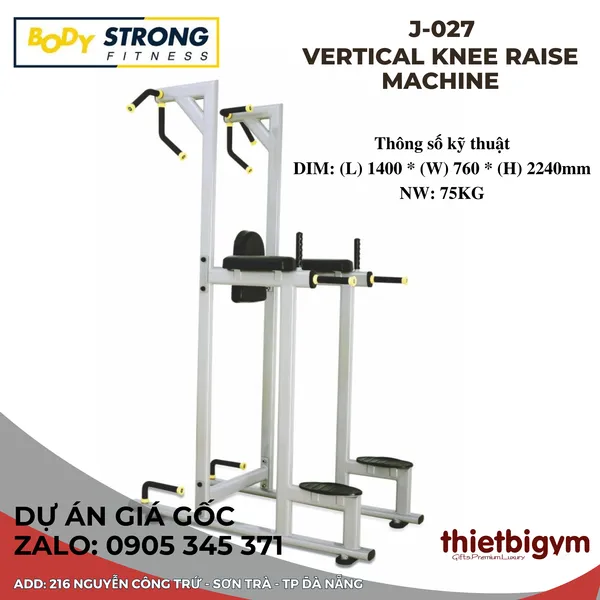 BODY STRONG
FITNESS
J-027
VERTICAL KNEE RAISE
MACHINE
Thông số kỹ thuật
DIM: (L) 1400 * (W) 760 * (H) 2240mm
NW: 75KG
DỰ ÁN GIÁ GỐC
ZALO: 0905 345 371
thietbigym
Gifts.Premium.Luxury
ADD: 216 NGUYỄN CÔNG TRỨ - SƠN TRÀ - TP ĐÀ NẴNG